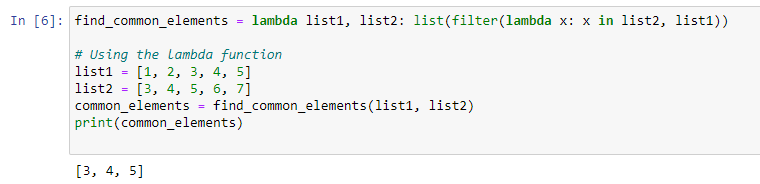 In [6]: find_common_elements = lambda list1, list2: list(filter(lambda x: x in list2, list1))
# Using the lambda function
list1 = [1, 2, 3, 4, 5]
list2 = [3, 4, 5, 6, 7]
common_elements = find_common_elements(list1, list2)
print(common_elements)
[3, 4, 5]